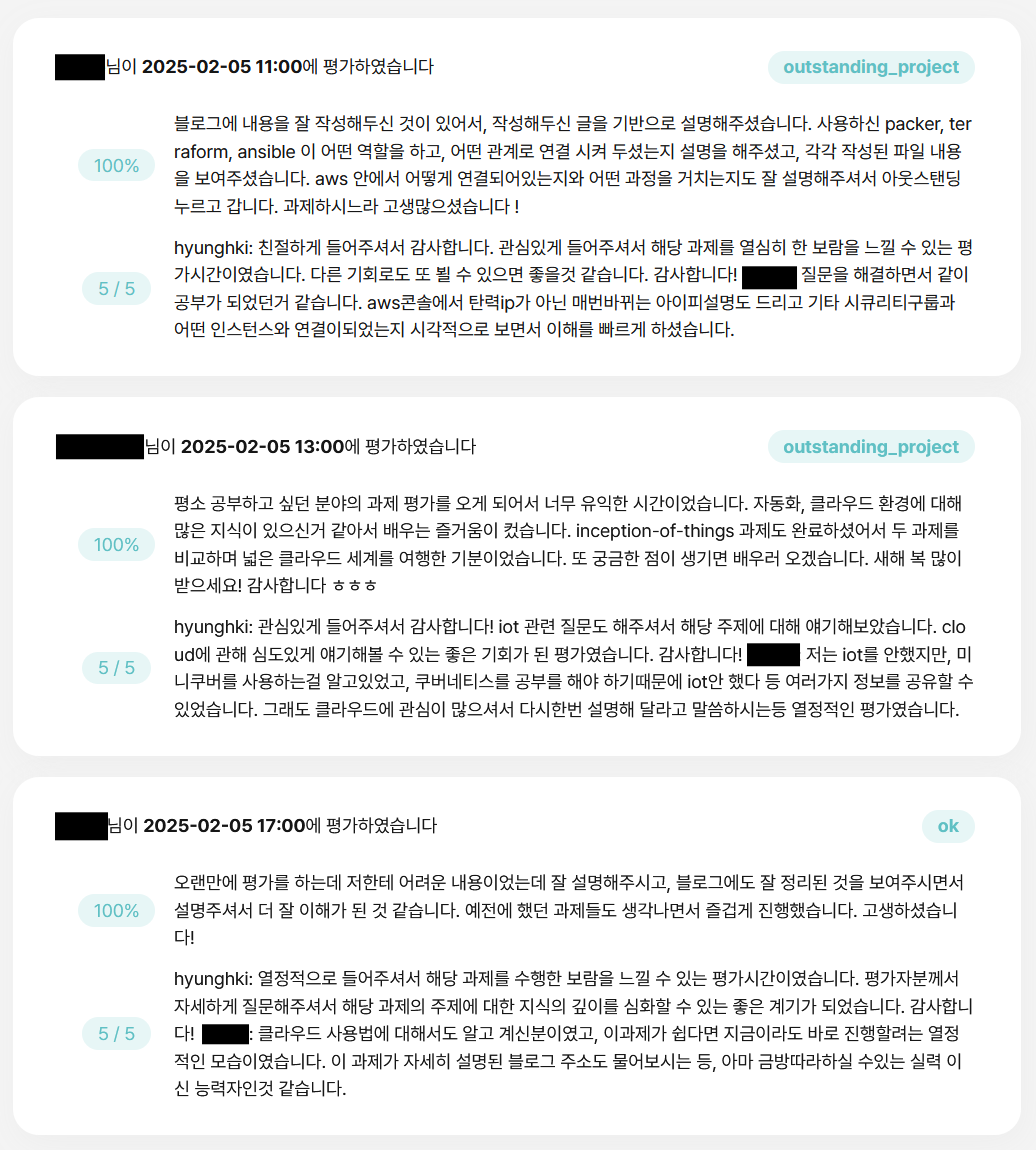 님이 2025-02-05 11:00에 평가하였습니다
outstanding_project
블로그에 내용을 잘 작성해두신 것이 있어서, 작성해두신 글을 기반으로 설명해주셨습니다. 사용하신 packer, ter
raform, ansible 이 어떤 역할을 하고, 어떤 관계로 연결 시켜 두셨는지 설명을 해주셨고, 각각 작성된 파일 내용
100%
을 보여주셨습니다. aws 안에서 어떻게 연결되어있는지와 어떤 과정을 거치는지도 잘 설명해주셔서 아웃스탠딩
누르고 갑니다. 과제하시느라 고생많으셨습니다 !
hyunghki: 친절하게 들어주셔서 감사합니다. 관심있게 들어주셔서 해당 과제를 열심히 한 보람을 느낄 수 있는 평
가시간이였습니다. 다른 기회로도 또 뵐 수 있으면 좋을것 같습니다. 감사합니다! 질문을 해결하면서 같이
5 / 5
공부가 되었던거 같습니다. aws콘솔에서 탄력ip가 아닌 매번바뀌는 아이피설명도 드리고 기타 시큐리티구룹과
어떤 인스턴스와 연결이되었는지 시각적으로 보면서 이해를 빠르게 하셨습니다.
님이 2025-02-05 13:00에 평가하였습니다
outstanding_project
평소 공부하고 싶던 분야의 과제 평가를 오게 되어서 너무 유익한 시간이었습니다. 자동화, 클라우드 환경에 대해
많은 지식이 있으신거 같아서 배우는 즐거움이 컸습니다. inception-of-things 과제도 완료하셨어서 두 과제를
100%
비교하며 넓은 클라우드 세계를 여행한 기분이었습니다. 또 궁금한 점이 생기면 배우러 오겠습니다. 새해 복 많이
받으세요! 감사합니다 ㅎㅎㅎ
hyunghki: 관심있게 들어주셔서 감사합니다! iot 관련 질문도 해주셔서 해당 주제에 대해 얘기해보았습니다. clo
ud에 관해 심도있게 얘기해볼 수 있는 좋은 기회가 된 평가였습니다. 감사합니다! 저는 iot를 안했지만, 미
5 / 5
니쿠버를 사용하는걸 알고있었고, 쿠버네티스를 공부를 해야 하기때문에 iot안 했다 등 여러가지 정보를 공유할 수
있었습니다. 그래도 클라우드에 관심이 많으셔서 다시한번 설명해 달라고 말씀하시는등 열정적인 평가였습니다.
님이 2025-02-05 17:00에 평가하였습니다
ok
오랜만에 평가를 하는데 저한테 어려운 내용이었는데 잘 설명해주시고, 블로그에도 잘 정리된 것을 보여주시면서
100%
설명주셔서 더 잘 이해가 된 것 같습니다. 예전에 했던 과제들도 생각나면서 즐겁게 진행했습니다. 고생하셨습니
다!
hyunghki: 열정적으로 들어주셔서 해당 과제를 수행한 보람을 느낄 수 있는 평가시간이였습니다. 평가자분께서
자세하게 질문해주셔서 해당 과제의 주제에 대한 지식의 깊이를 심화할 수 있는 좋은 계기가 되었습니다. 감사합니
5 / 5
다! : 클라우드 사용법에 대해서도 알고 계신분이였고, 이과제가 쉽다면 지금이라도 바로 진행할려는 열정
적인 모습이였습니다. 이 과제가 자세히 설명된 블로그 주소도 물어보시는 등, 아마 금방따라하실 수있는 실력 이
신 능력자인것 같습니다.